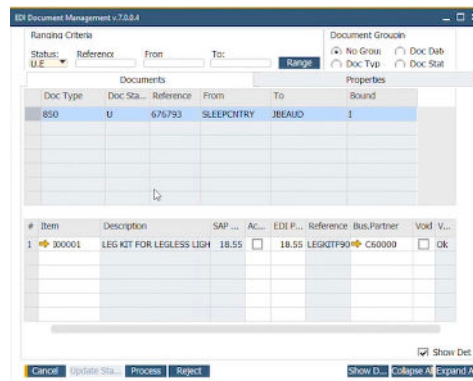 EDI Document Management v.7.0.0.4
Ranging Criteria
Document Groupin
Status: Reference From To:
U,E
Range
No Grou Doc Dat
Doc Typ Doc Stat
Documents Properties
Doc Type Doc Sta... Reference From To Bound
850 U 676793 SLEEPCNTRY JBEAUD I
# Item Description SAP ... Ac... EDI P... Reference Bus.Partner Void V...
1 I00001 LEG KIT FOR LEGLESS LIGH 18.55 18.55 LEGKITF90 C60000 Ok
Show Det
Cancel Update Sta... Process Reject Show D... Collapse Al Expand A